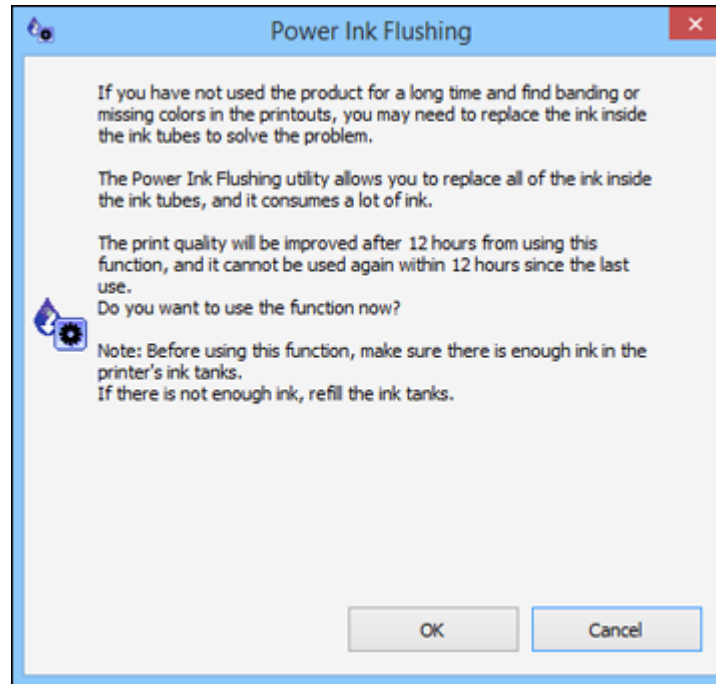 Power Ink Flushing
If you have not used the product for a long time and find banding or
missing colors in the printouts, you may need to replace the ink inside
the ink tubes to solve the problem.
The Power Ink Flushing utility allows you to replace all of the ink inside
the ink tubes, and it consumes a lot of ink.
The print quality will be improved after 12 hours from using this
function, and it cannot be used again within 12 hours since the last
use.
Do you want to use the function now?
Note: Before using this function, make sure there is enough ink in the
printer's ink tanks.
If there is not enough ink, refill the ink tanks.
OK
Cancel